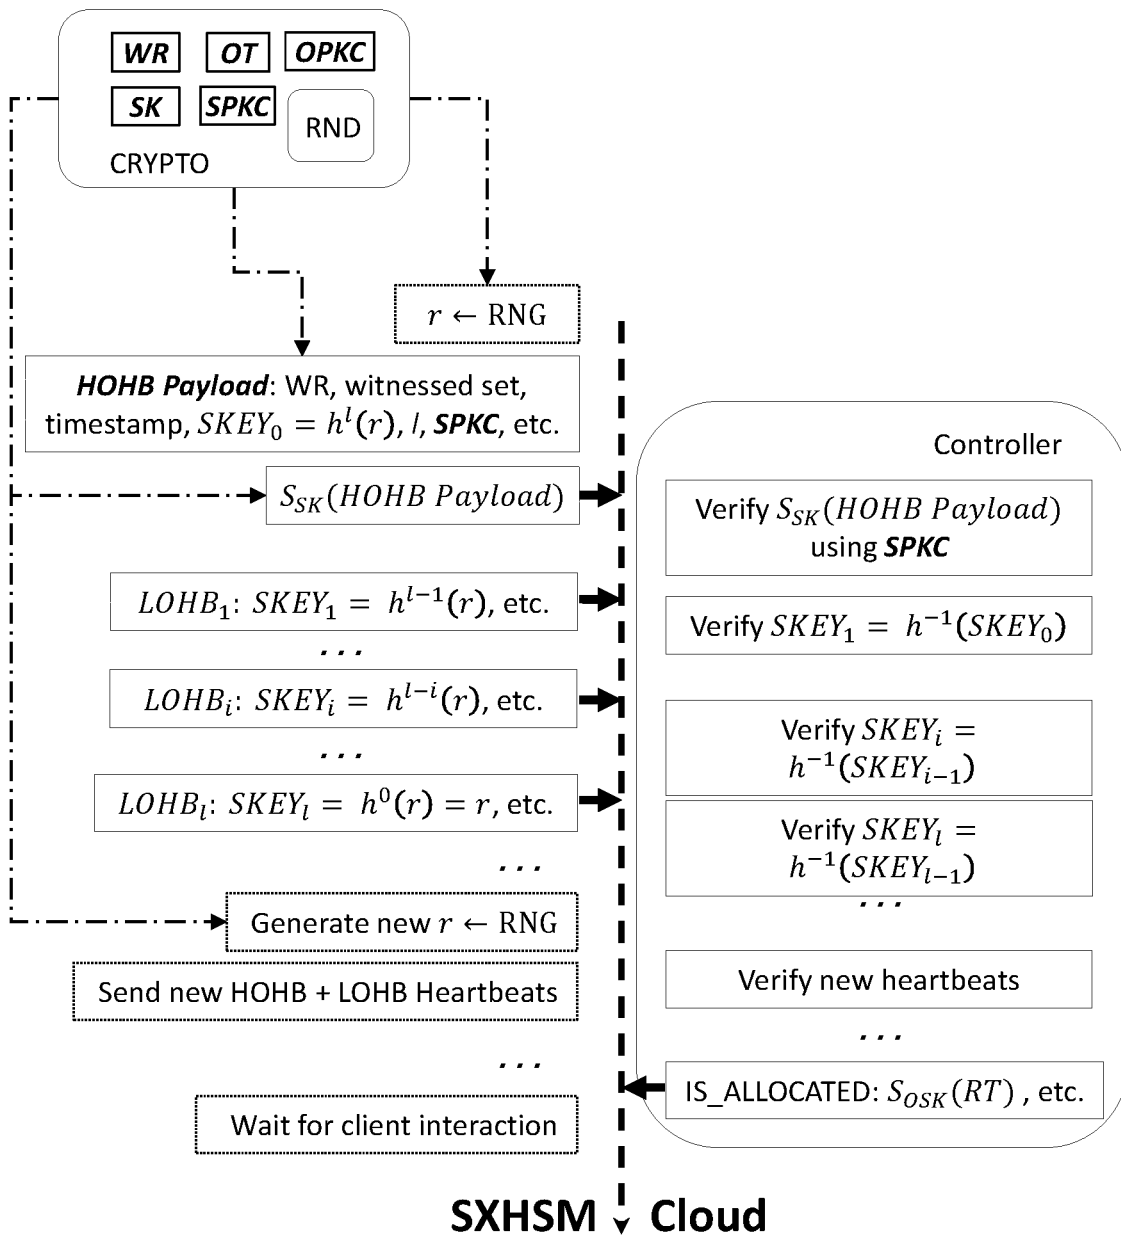 WR OT OPKC
SK SPKC RND
CRYPTO
r ← RNG
HOHB Payload: WR, witnessed set,
timestamp, SKEY₀ = hˡ(r), l, SPKC, etc.
Controller
S_SK(HOHB Payload)
Verify S_SK(HOHB Payload)
using SPKC
LOHB₁: SKEY₁ = hˡ⁻¹(r), etc.
Verify SKEY₁ = h⁻¹(SKEY₀)
...
LOHBᵢ: SKEYᵢ = hˡ⁻ⁱ(r), etc.
Verify SKEYᵢ =
h⁻¹(SKEYᵢ₋₁)
...
LOHBₗ: SKEYₗ = h⁰(r) = r, etc.
Verify SKEYₗ =
h⁻¹(SKEYₗ₋₁)
...
...
Generate new r ← RNG
Send new HOHB + LOHB Heartbeats
Verify new heartbeats
...
...
IS_ALLOCATED: S_OSK(RT) , etc.
Wait for client interaction
SXHSM Cloud